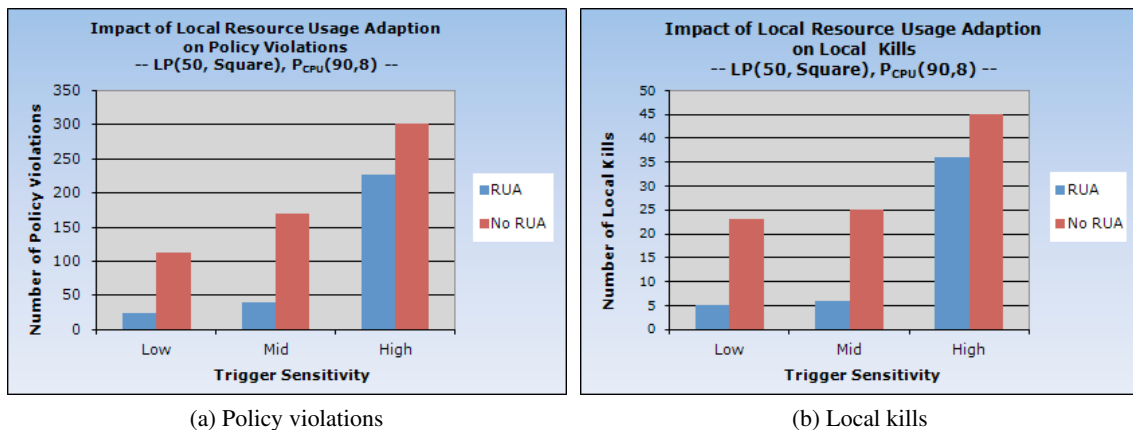 Impact of Local Resource Usage Adaption
on Policy Violations
-- LP(50, Square), PCPU(90,8) --
350
300
250
200
150
100
50
0
Number of Policy Violations
Low Mid High
Trigger Sensitivity
RUA
No RUA
(a) Policy violations
Impact of Local Resource Usage Adaption
on Local Kills
-- LP(50, Square), PCPU(90,8) --
50
45
40
35
30
25
20
15
10
5
0
Number of Local Kills
Low Mid High
Trigger Sensitivity
RUA
No RUA
(b) Local kills